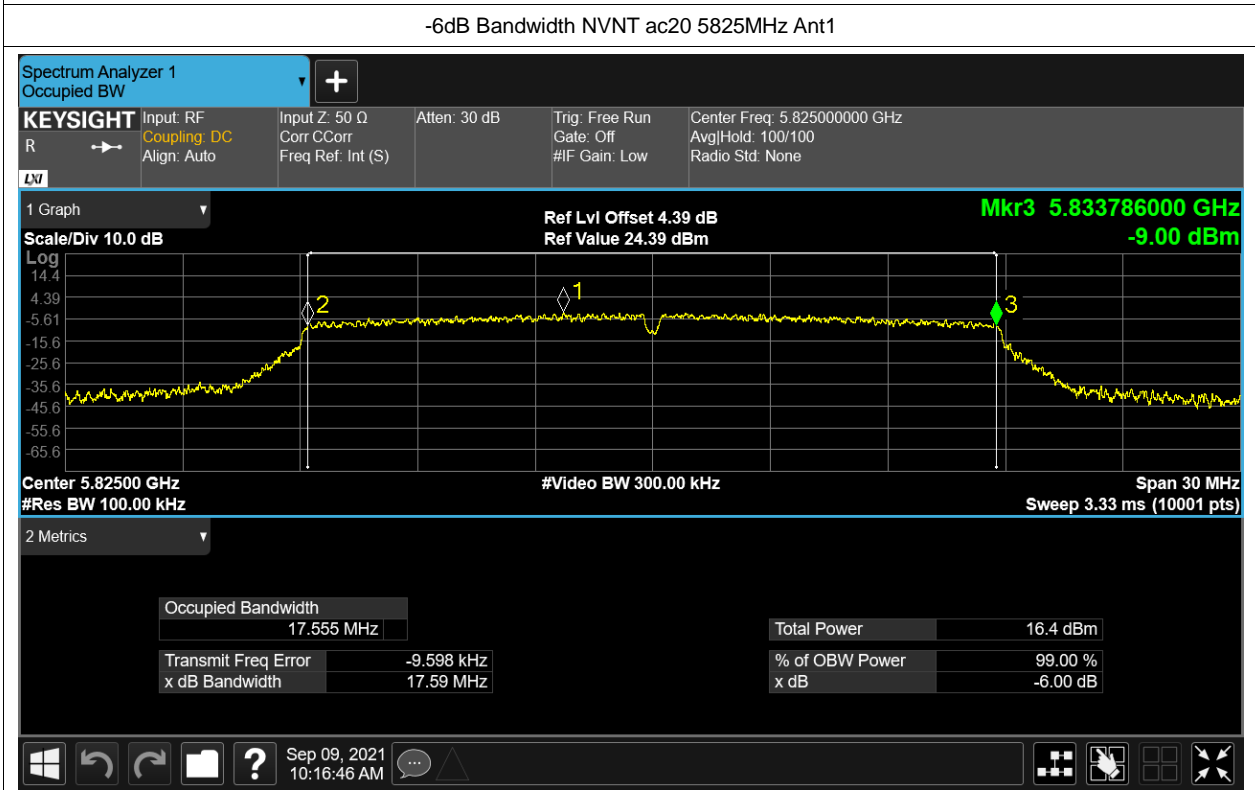 -6dB Bandwidth NVNT ac20 5825MHz Ant1
Spectrum Analyzer 1
Occupied BW
KEYSIGHT
R
LXI
Input: RF
Coupling: DC
Align: Auto
Input Z: 50 Ω
Corr CCorr
Freq Ref: Int (S)
Atten: 30 dB
Trig: Free Run
Gate: Off
#IF Gain: Low
Center Freq: 5.825000000 GHz
Avg|Hold: 100/100
Radio Std: None
1 Graph
Scale/Div 10.0 dB
Ref Lvl Offset 4.39 dB
Ref Value 24.39 dBm
Mkr3 5.833786000 GHz
-9.00 dBm
Log
14.4
4.39
-5.61
-15.6
-25.6
-35.6
-45.6
-55.6
-65.6
2
1
3
Center 5.82500 GHz
#Res BW 100.00 kHz
#Video BW 300.00 kHz
Span 30 MHz
Sweep 3.33 ms (10001 pts)
2 Metrics
Occupied Bandwidth
17.555 MHz
Transmit Freq Error -9.598 kHz
x dB Bandwidth 17.59 MHz
Total Power 16.4 dBm
% of OBW Power 99.00 %
x dB -6.00 dB
?
Sep 09, 2021
10:16:46 AM